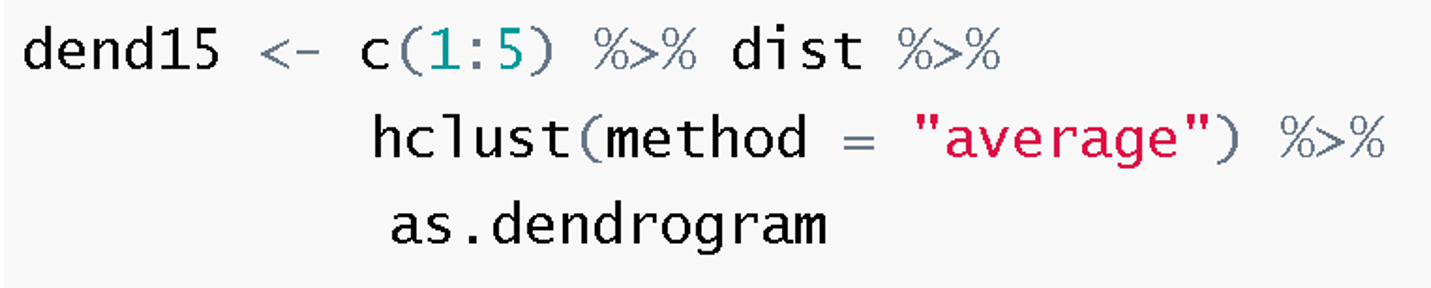 dend15 <- c(1:5) %>% dist %>%
hclust(method = "average") %>%
as.dendrogram